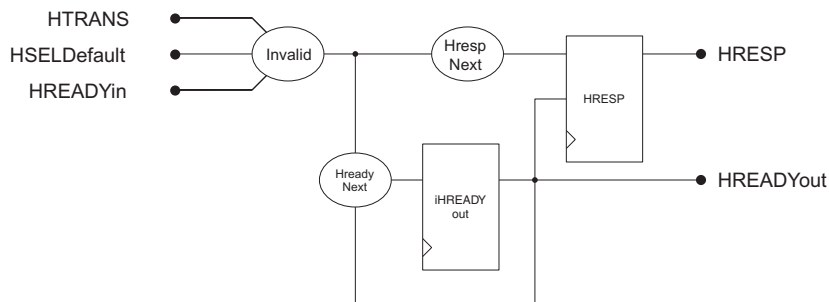 HTRANS
HSELDefault
HREADYin
Invalid
Hresp
Next
HRESP
HRESP
Hready
Next
iHREADY
out
HREADYout